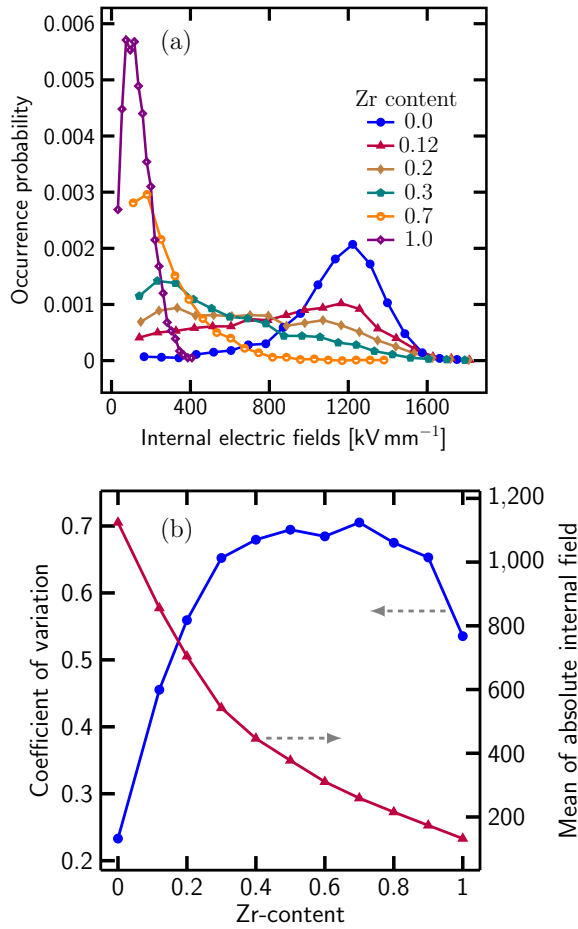 (a)
0.006
0.005
0.004
0.003
0.002
0.001
0
Occurrence probability
Zr content
0.0
0.12
0.2
0.3
0.7
1.0
0 400 800 1200 1600
Internal electric fields [kV mm⁻¹]
(b)
0.7
0.6
0.5
0.4
0.3
0.2
Coefficient of variation
1,200
1,000
800
600
400
200
Mean of absolute internal field
0 0.2 0.4 0.6 0.8 1
Zr-content